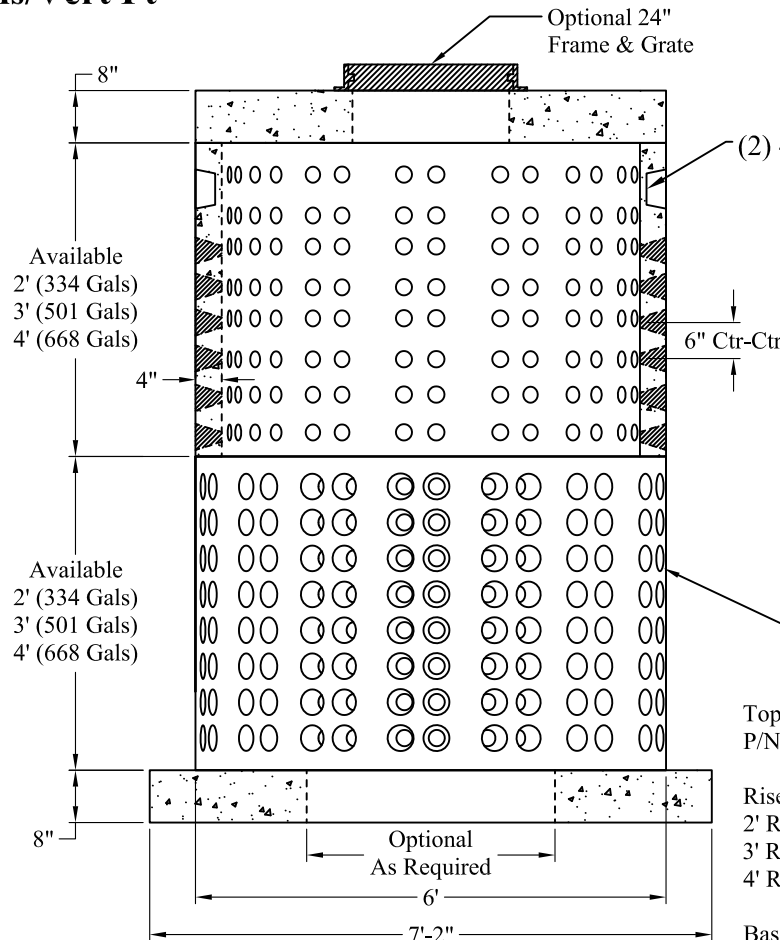 Optional 24"
Frame & Grate
8"
(2)
Available
2' (334 Gals)
3' (501 Gals)
4' (668 Gals)
4"
6" Ctr-Ctr
Available
2' (334 Gals)
3' (501 Gals)
4' (668 Gals)
Top
P/N
Rise
2' R
3' R
4' R
8"
Optional
As Required
6'
Bas
7'-2"